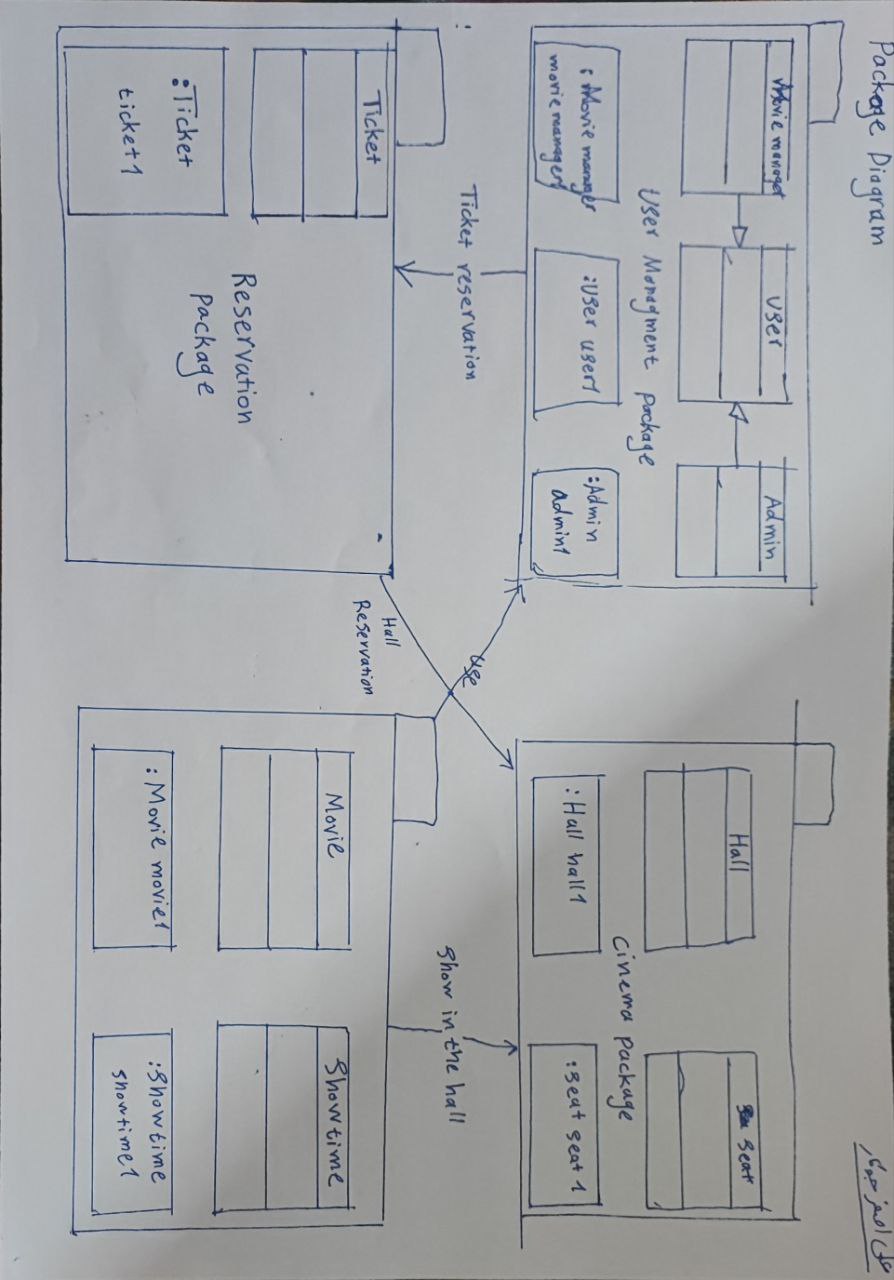 Package Diagram
علی اصغر جوکار
Movie manager
User
Admin
User Managment package
: Movie manager
movie manager1
:User user1
:Admin
admin1
Hall
Seat
Cinema package
:Hall hall1
:Seat Seat 1
Ticket reservation
use
Hall
Reservation
Show in the hall
Ticket
Reservation
package
:Ticket
ticket1
Movie
Showtime
: Movie movie1
:Showtime
showtime1